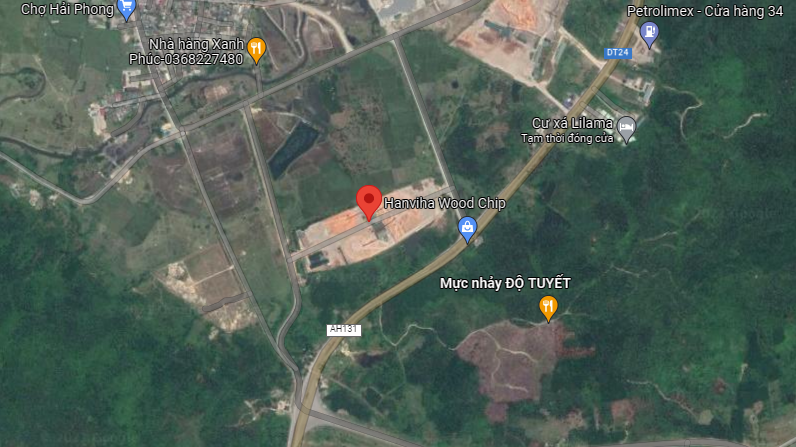 Chợ Hải Phong
Petrolimex - Cửa hàng 34
Nhà hàng Xanh
Phúc-0368227480
DT24
Cư xá Lilama
Tạm thời đóng cửa
Hanviha Wood Chip
Mực nhảy ĐỘ TUYẾT
AH131